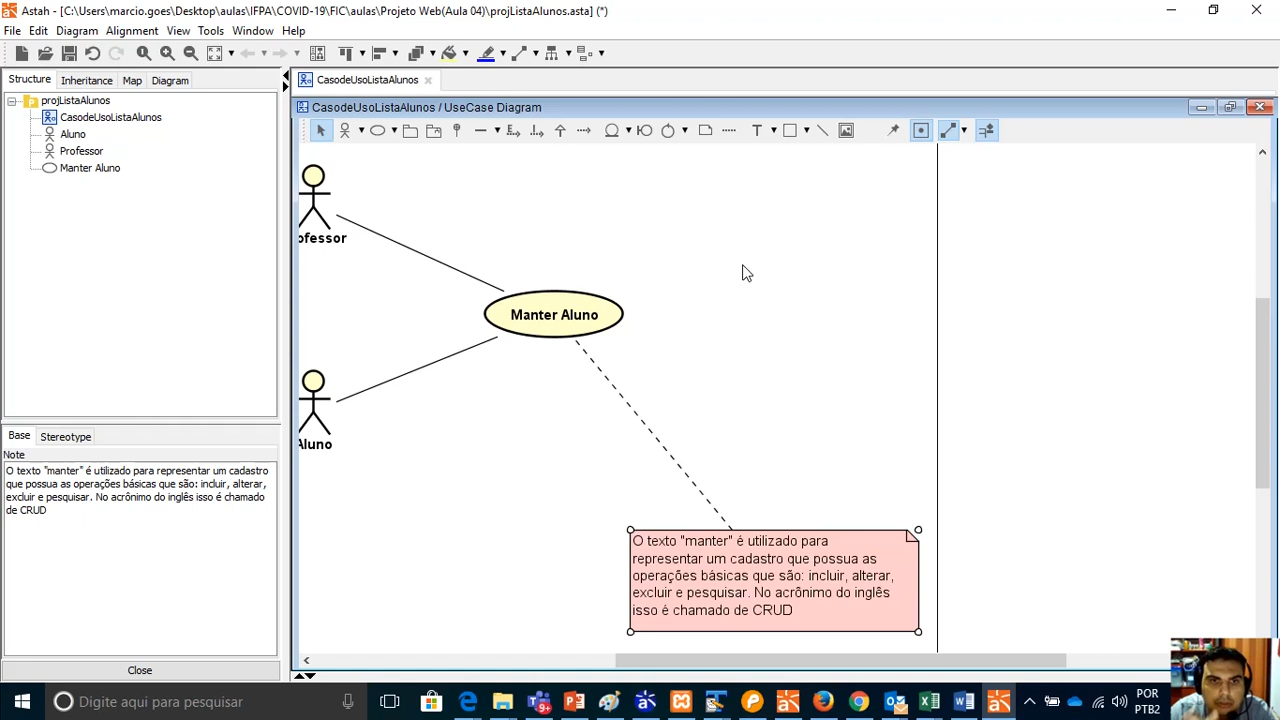 Astah - [C:\Users\marcio.goes\Desktop\aulas\IFPA\COVID-19\FIC\aulas\Projeto Web(Aula 04)\projListaAlunos.asta] (*)
File Edit Diagram Alignment View Tools Window Help
Structure Inheritance Map Diagram
CasodeUsoListaAlunos
projListaAlunos
CasodeUsoListaAlunos
Aluno
Professor
Manter Aluno
CasodeUsoListaAlunos / UseCase Diagram
ofessor
Manter Aluno
Aluno
Base Stereotype
Note
O texto "manter" é utilizado para representar um cadastro
que possua as operações básicas que são: incluir, alterar,
excluir e pesquisar. No acrônimo do inglês isso é chamado
de CRUD
Close
O texto "manter" é utilizado para
representar um cadastro que possua as
operações básicas que são: incluir, alterar,
excluir e pesquisar. No acrônimo do inglês
isso é chamado de CRUD
Digite aqui para pesquisar
POR
PTB2